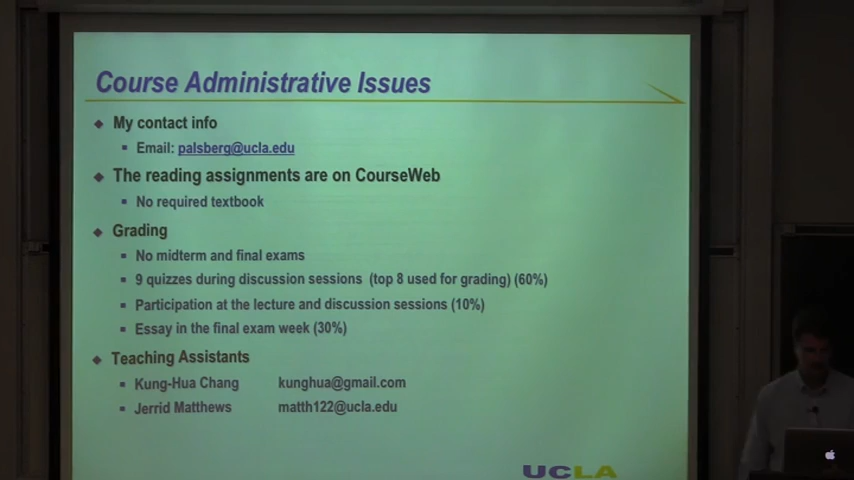 Course Administrative Issues
My contact info
Email: palsberg@ucla.edu
The reading assignments are on CourseWeb
No required textbook
Grading
No midterm and final exams
9 quizzes during discussion sessions (top 8 used for grading) (60%)
Participation at the lecture and discussion sessions (10%)
Essay in the final exam week (30%)
Teaching Assistants
Kung-Hua Chang kunghua@gmail.com
Jerrid Matthews matth122@ucla.edu
UCLA